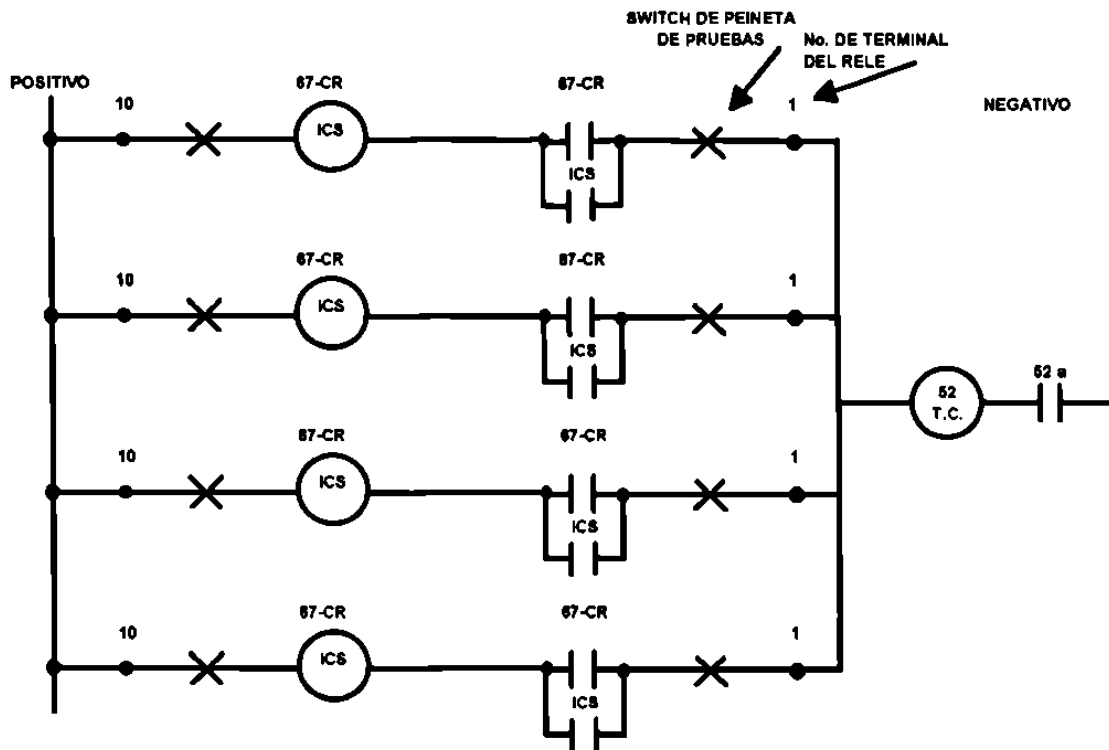 SWITCH DE PEINETA
DE PRUEBAS
No. DE TERMINAL
DEL RELE
POSITIVO
NEGATIVO
10
67-CR
ICS
67-CR
ICS
1
10
67-CR
ICS
67-CR
ICS
1
52
T.C.
52 a
10
67-CR
ICS
67-CR
ICS
1
10
67-CR
ICS
67-CR
ICS
1